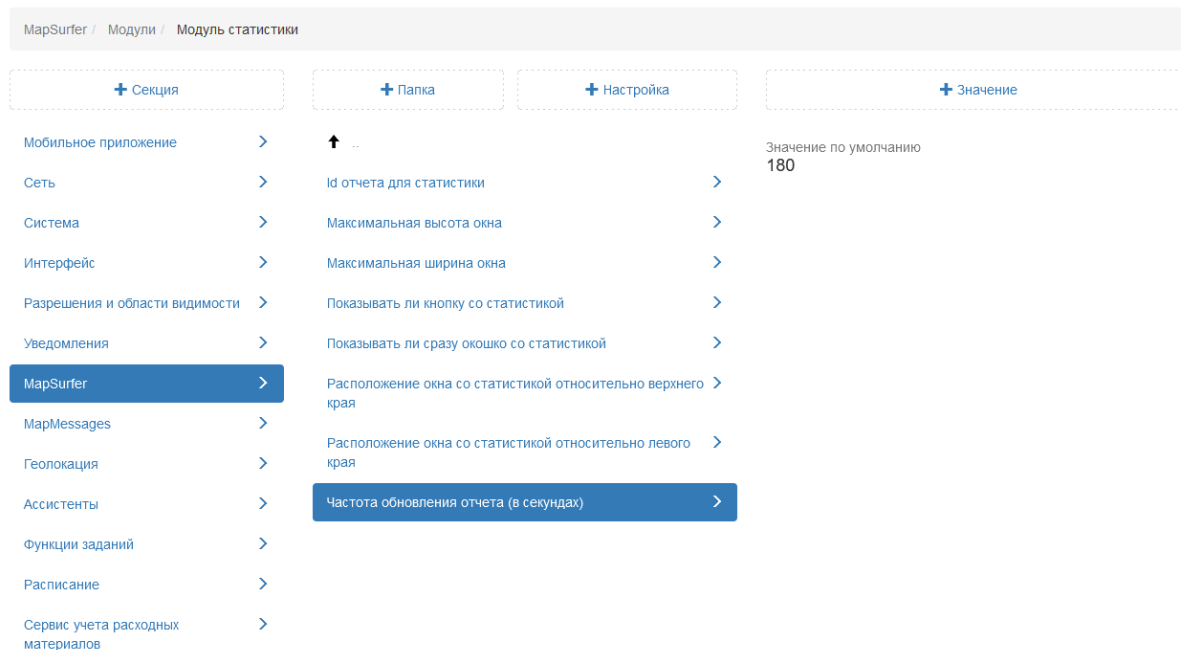 MapSurfer / Модули / Модуль статистики
+ Секция
+ Папка
+ Настройка
+ Значение
Мобильное приложение
Сеть
Система
Интерфейс
Разрешения и области видимости
Уведомления
MapSurfer
MapMessages
Геолокация
Ассистенты
Функции заданий
Расписание
Сервис учета расходных
материалов
..
Id отчета для статистики
Максимальная высота окна
Максимальная ширина окна
Показывать ли кнопку со статистикой
Показывать ли сразу окошко со статистикой
Расположение окна со статистикой относительно верхнего
края
Расположение окна со статистикой относительно левого
края
Частота обновления отчета (в секундах)
Значение по умолчанию
180